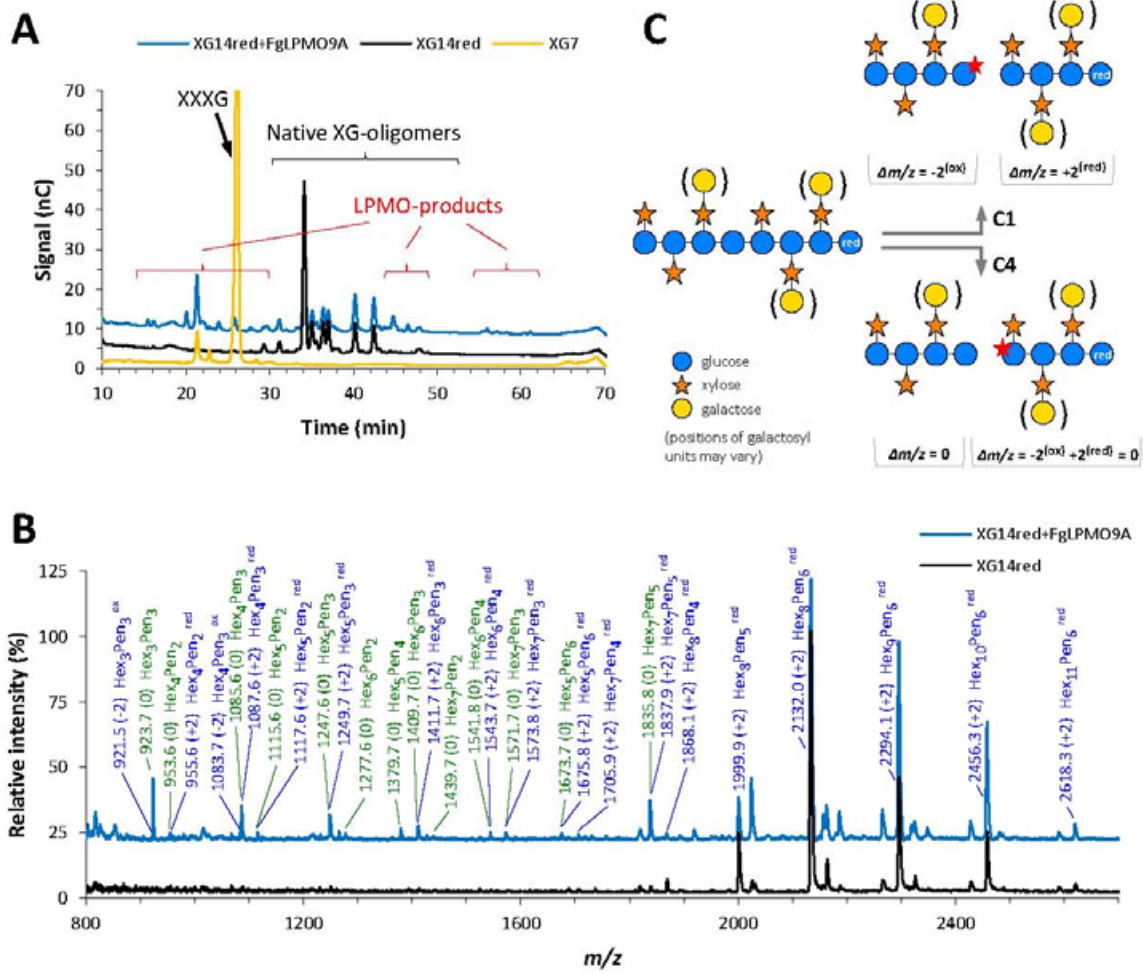 A
XG14red+FgLPMO9A
XG14red
XG7
Signal (nC)
70
60
50
40
30
20
10
0
XXXG
Native XG-oligomers
LPMO-products
10 20 30 40 50 60 70
Time (min)
C
( )
( )
( )
red
Δm/z = -2{ox}
Δm/z = +2{red}
( )
( )
red
( )
C1
C4
( )
( )
red
( )
Δm/z = 0
Δm/z = -2{ox} +2{red} = 0
glucose
xylose
galactose
(positions of galactosyl
units may vary)
B
XG14red+FgLPMO9A
XG14red
Relative intensity (%)
125
100
75
50
25
0
921.5 (-2) Hex3Pen3 ox
923.7 (0) Hex3Pen3
953.6 (0) Hex4Pen2
955.6 (+2) Hex4Pen2 red
1083.7 (-2) Hex4Pen3 ox
1085.6 (0) Hex4Pen3
1087.6 (+2) Hex4Pen3 red
1115.6 (0) Hex5Pen2
1117.6 (+2) Hex5Pen2 red
1247.6 (0) Hex5Pen3
1249.7 (+2) Hex5Pen3 red
1277.6 (0) Hex6Pen2
1379.7 (0) Hex5Pen4
1409.7 (0) Hex6Pen3
1411.7 (+2) Hex6Pen3 red
1439.7 (0) Hex7Pen2
1541.8 (0) Hex6Pen4
1543.7 (+2) Hex6Pen4 red
1571.7 (0) Hex7Pen3
1573.8 (+2) Hex7Pen3 red
1673.7 (0) Hex5Pen6
1675.8 (+2) Hex5Pen6 red
1705.9 (+2) Hex7Pen4 red
1835.8 (0) Hex7Pen5
1837.9 (+2) Hex7Pen5 red
1868.1 (+2) Hex8Pen4 red
1999.9 (+2) Hex8Pen5 red
2132.0 (+2) Hex8Pen6 red
2294.1 (+2) Hex9Pen6 red
2456.3 (+2) Hex10Pen6 red
2618.3 (+2) Hex11Pen6 red
800 1200 1600 2000 2400
m/z